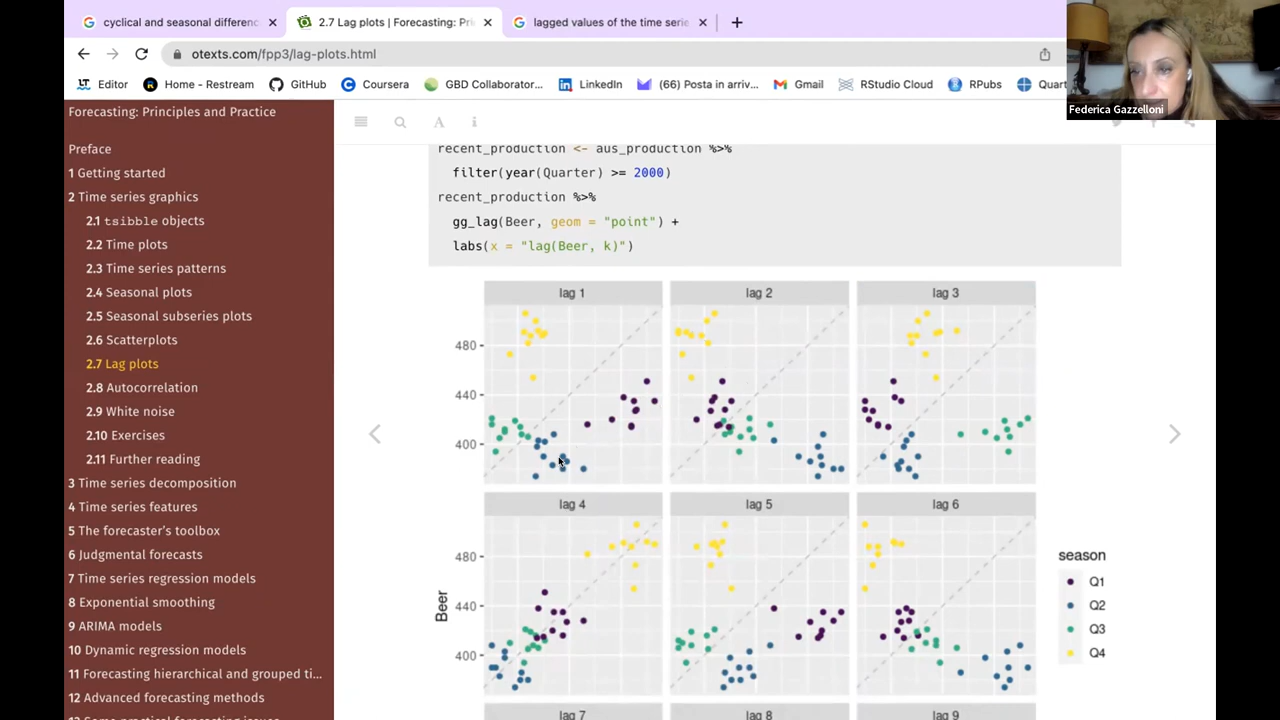 cyclical and seasonal differenc
2.7 Lag plots | Forecasting: Pri
lagged values of the time serie
otexts.com/fpp3/lag-plots.html
Editor
Home - Restream
GitHub
Coursera
GBD Collaborator...
LinkedIn
(66) Posta in arriv...
Gmail
RStudio Cloud
RPubs
Quart
Federica Gazzelloni
Forecasting: Principles and Practice
Preface
1 Getting started
2 Time series graphics
2.1 tsibble objects
2.2 Time plots
2.3 Time series patterns
2.4 Seasonal plots
2.5 Seasonal subseries plots
2.6 Scatterplots
2.7 Lag plots
2.8 Autocorrelation
2.9 White noise
2.10 Exercises
2.11 Further reading
3 Time series decomposition
4 Time series features
5 The forecaster's toolbox
6 Judgmental forecasts
7 Time series regression models
8 Exponential smoothing
9 ARIMA models
10 Dynamic regression models
11 Forecasting hierarchical and grouped ti...
12 Advanced forecasting methods
13 Some practical forecasting issues
recent_production <- aus_production %>%
filter(year(Quarter) >= 2000)
recent_production %>%
gg_lag(Beer, geom = "point") +
labs(x = "lag(Beer, k)")
lag 1 lag 2 lag 3
480
440
400
lag 4 lag 5 lag 6
480
440
400
Beer
season
Q1
Q2
Q3
Q4
lag 7 lag 8 lag 9